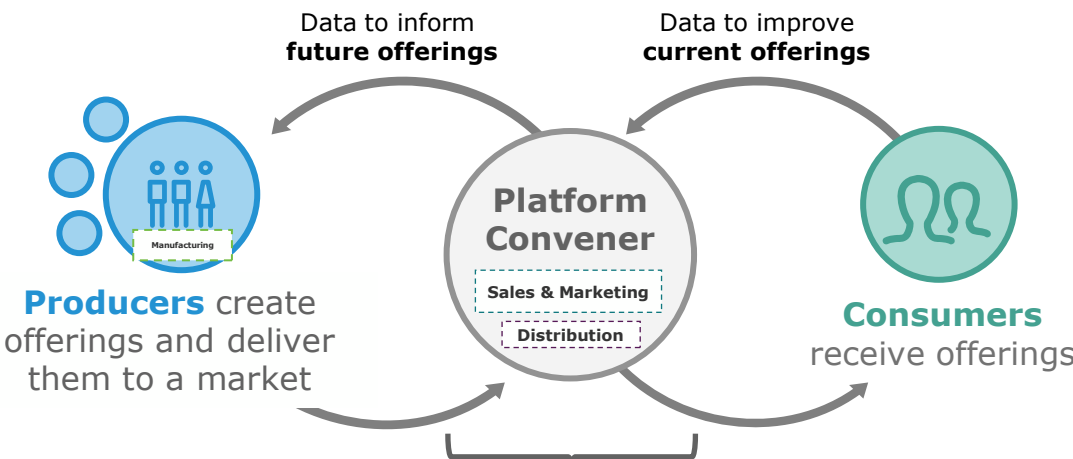 Data to inform
future offerings
Data to improve
current offerings
Manufacturing
Platform
Convener
Sales & Marketing
Distribution
Producers create
offerings and deliver
them to a market
Consumers
receive offerings